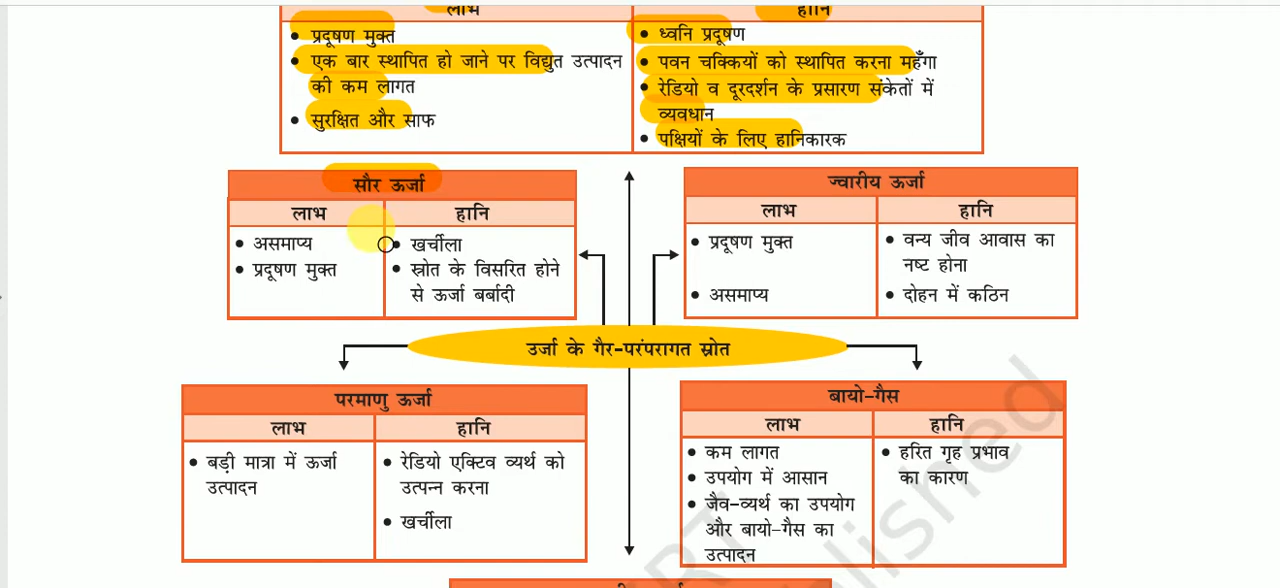 लाभ
हानि
• प्रदूषण मुक्त
• एक बार स्थापित हो जाने पर विद्युत उत्पादन
की कम लागत
• सुरक्षित और साफ
• ध्वनि प्रदूषण
• पवन चक्कियों को स्थापित करना महँगा
• रेडियो व दूरदर्शन के प्रसारण संकेतों में
व्यवधान
• पक्षियों के लिए हानिकारक
सौर ऊर्जा
लाभ
हानि
• असमाप्य
• प्रदूषण मुक्त
• खर्चीला
• स्रोत के विसरित होने
से ऊर्जा बर्बादी
ज्वारीय ऊर्जा
लाभ
हानि
• प्रदूषण मुक्त
• असमाप्य
• वन्य जीव आवास का
नष्ट होना
• दोहन में कठिन
उर्जा के गैर-परंपरागत स्रोत
परमाणु ऊर्जा
लाभ
हानि
• बड़ी मात्रा में ऊर्जा
उत्पादन
• रेडियो एक्टिव व्यर्थ को
उत्पन्न करना
• खर्चीला
बायो-गैस
लाभ
हानि
• कम लागत
• उपयोग में आसान
• जैव-व्यर्थ का उपयोग
और बायो-गैस का
उत्पादन
• हरित गृह प्रभाव
का कारण